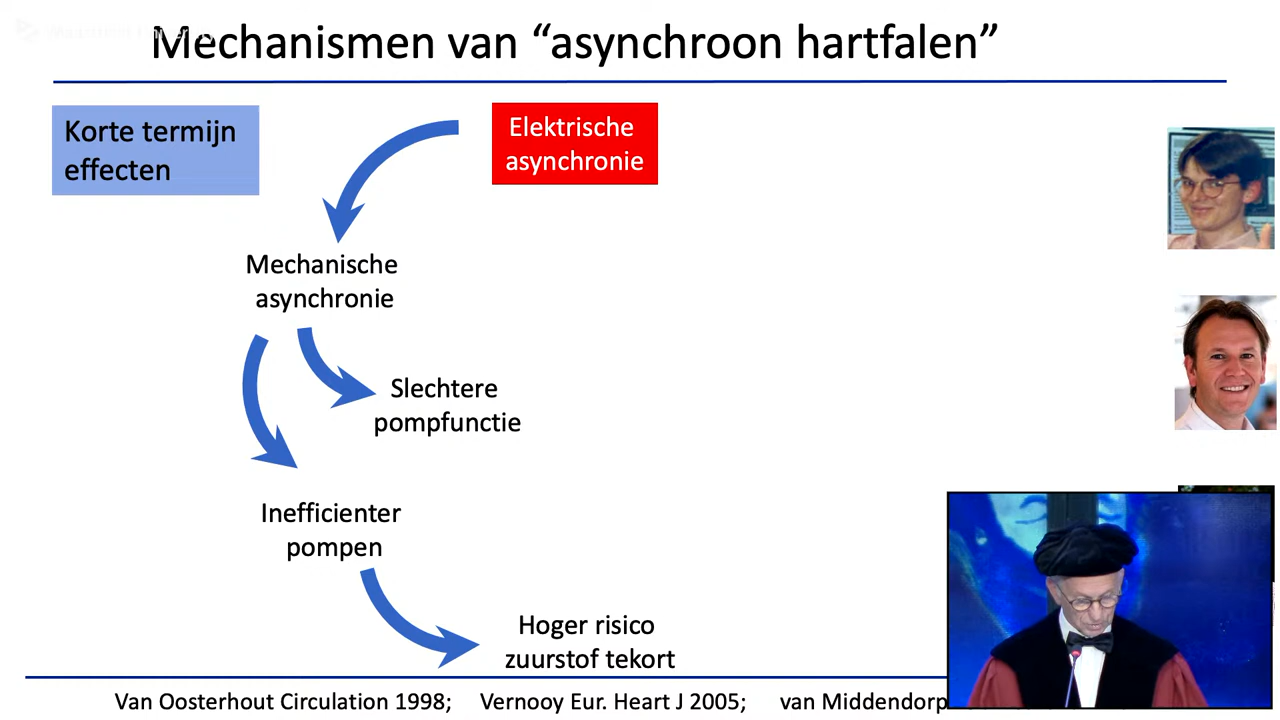 Mechanismen van “asynchroon hartfalen”
Korte termijn
effecten
Elektrische
asynchronie
Mechanische
asynchronie
Slechtere
pompfunctie
Inefficienter
pompen
Hoger risico
zuurstof tekort
Van Oosterhout Circulation 1998; Vernooy Eur. Heart J 2005; van Middendorp